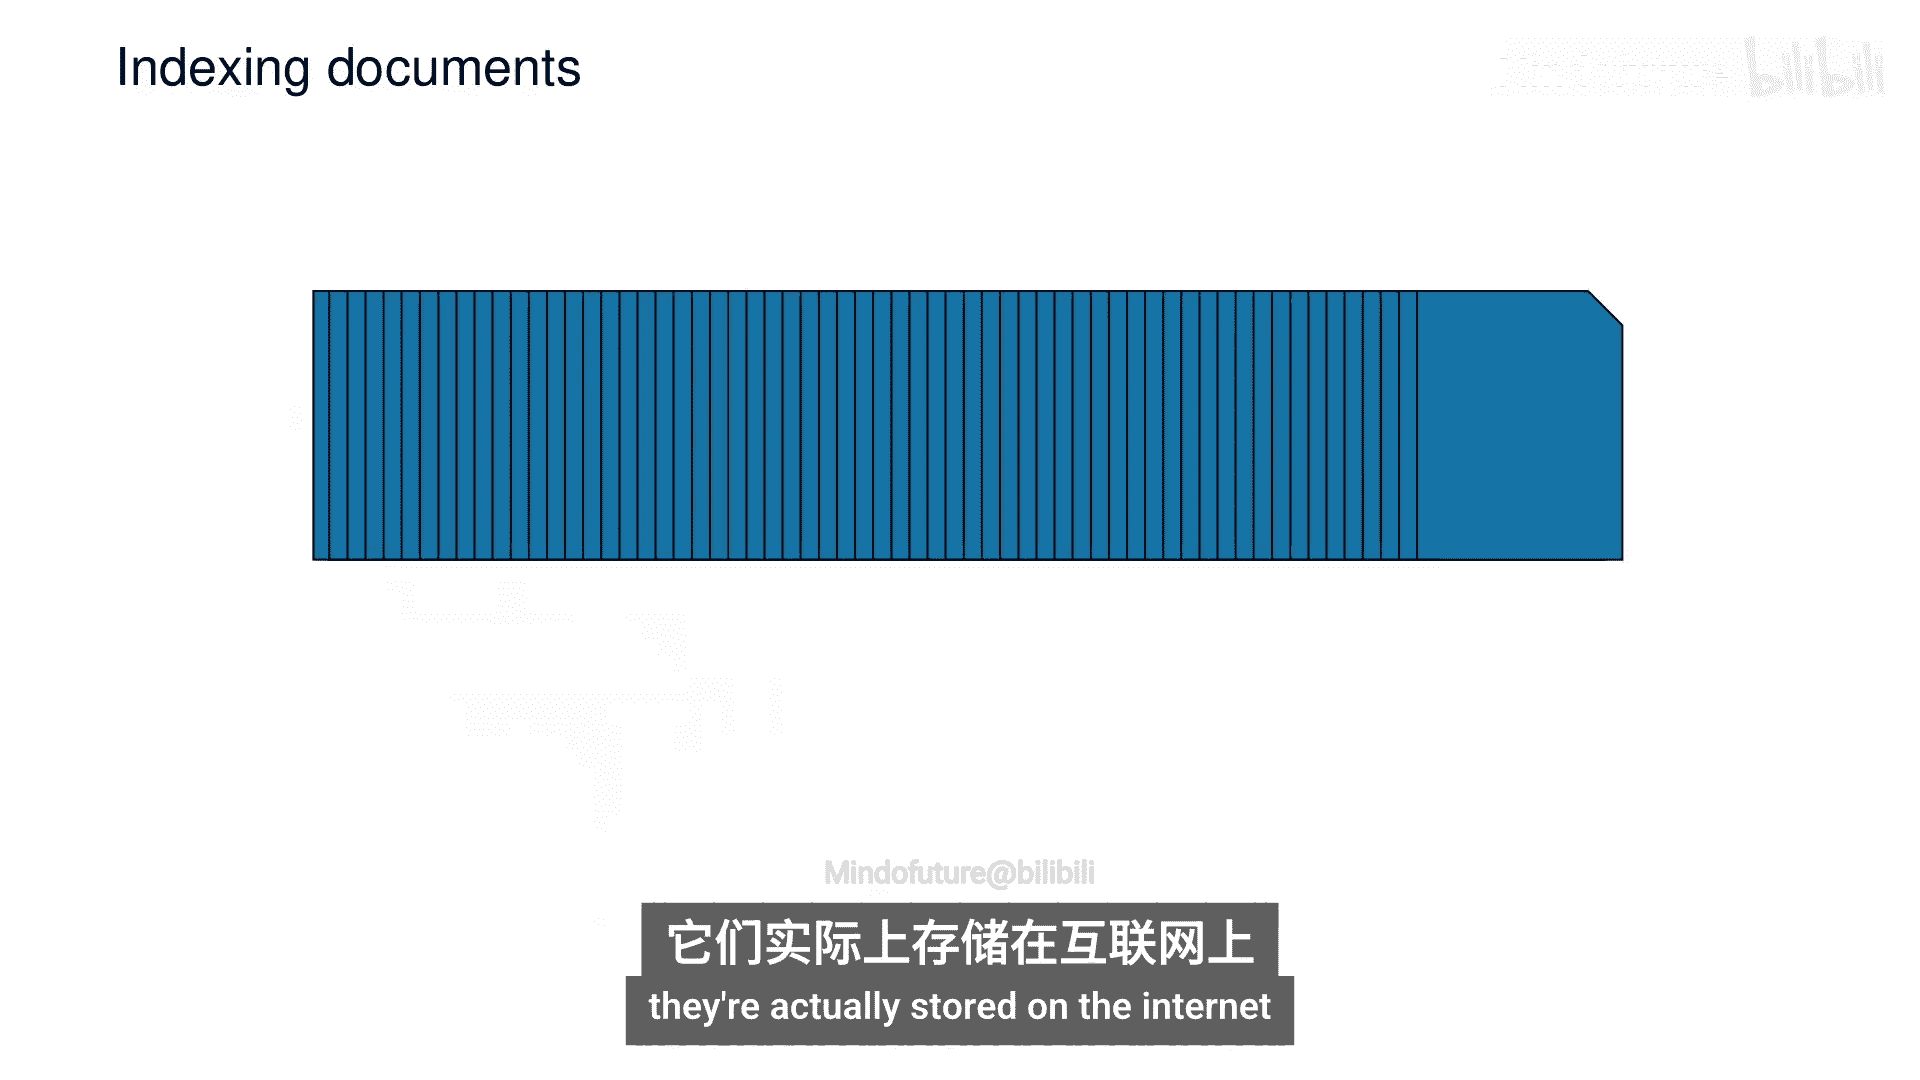 Indexing documents
bilibili
Mindofuture@bilibili
它们实际上存储在互联网上
they're actually stored on the internet